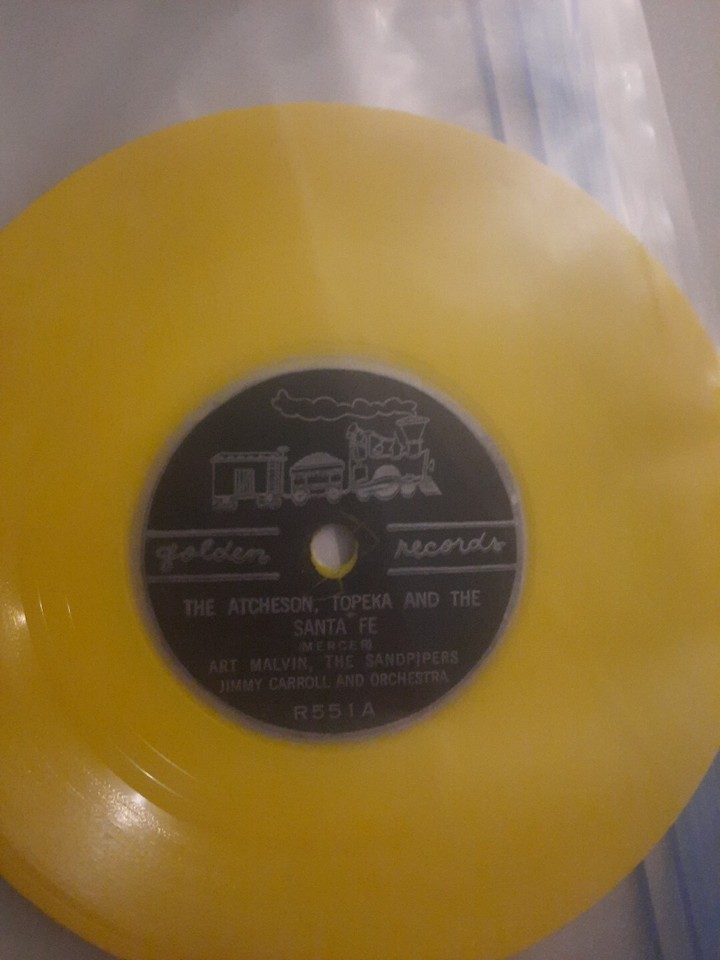 golden records
THE ATCHESON, TOPEKA AND THE
SANTA FE
(MERCER)
ART MALVIN, THE SANDPIPERS
JIMMY CARROLL AND ORCHESTRA
R551A